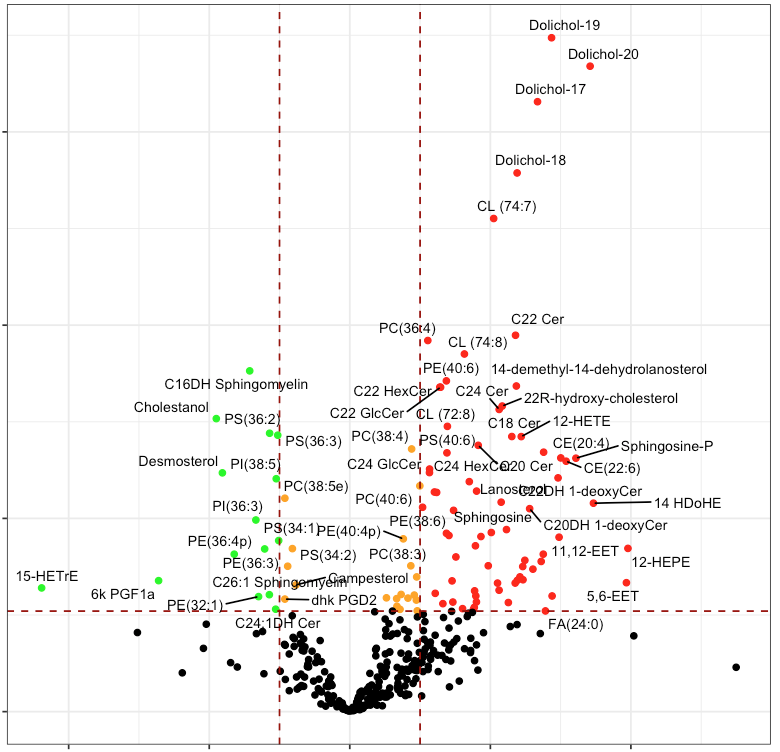 Dolichol-19
Dolichol-20
Dolichol-17
Dolichol-18
CL (74:7)
C22 Cer
PC(36:4)
CL (74:8)
PE(40:6)
14-demethyl-14-dehydrolanosterol
C16DH Sphingomyelin
C22 HexCer
C24 Cer
22R-hydroxy-cholesterol
Cholestanol
C22 GlcCer
CL (72:8)
PS(36:2)
C18 Cer
12-HETE
PS(36:3)
PC(38:4)
PS(40:6)
CE(20:4)
Sphingosine-P
Desmosterol
PI(38:5)
C24 GlcCer
C24 HexCer
C20 Cer
CE(22:6)
PC(38:5e)
Lanosterol
C22DH 1-deoxyCer
PC(40:6)
14 HDoHE
PI(36:3)
PE(38:6)
Sphingosine
PS(34:1)
PE(40:4p)
C20DH 1-deoxyCer
PE(36:4p)
PS(34:2)
PC(38:3)
11,12-EET
PE(36:3)
12-HEPE
15-HETrE
C26:1 Sphingomyelin
Campesterol
6k PGF1a
5,6-EET
PE(32:1)
dhk PGD2
C24:1DH Cer
FA(24:0)